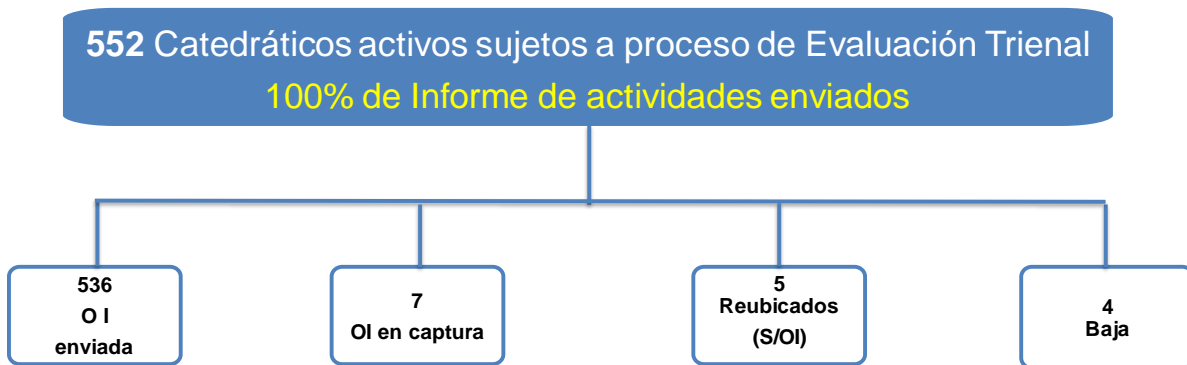 552 Catedráticos activos sujetos a proceso de Evaluación Trienal
100% de Informe de actividades enviados
536
O I
enviada
7
OI en captura
5
Reubicados
(S/OI)
4
Baja